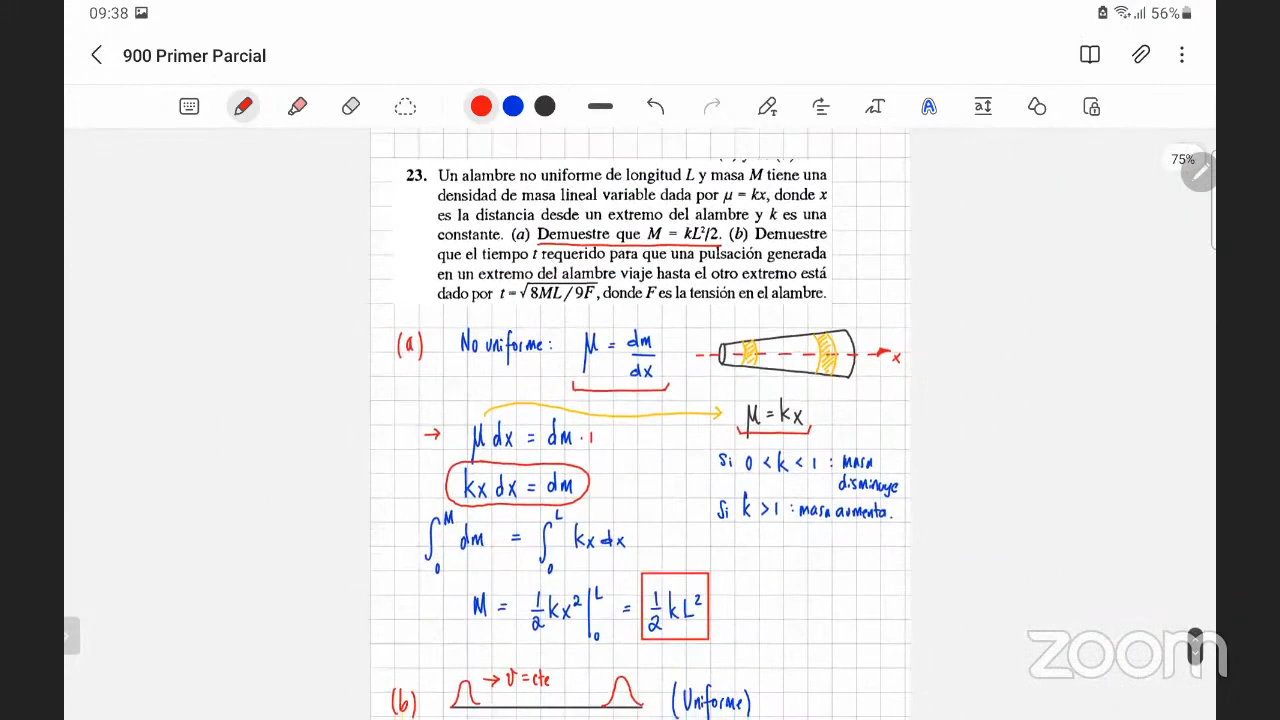 09:38
56%
900 Primer Parcial
75%
23. Un alambre no uniforme de longitud L y masa M tiene una
densidad de masa lineal variable dada por μ = kx, donde x
es la distancia desde un extremo del alambre y k es una
constante. (a) Demuestre que M = kL²/2. (b) Demuestre
que el tiempo t requerido para que una pulsación generada
en un extremo del alambre viaje hasta el otro extremo está
dado por t = √8ML/9F, donde F es la tensión en el alambre.
(a) No uniforme: μ = dm/dx
x
μ = kx
→ μ dx = dm · 1
Si 0 < k < 1 : masa
disminuye
kx dx = dm
Si k > 1 : masa aumenta.
∫₀ᴹ dm = ∫₀ᴸ kx dx
M = 1/2 kx² |₀ᴸ = 1/2 kL²
zoom
(b) → v = cte (Uniforme)